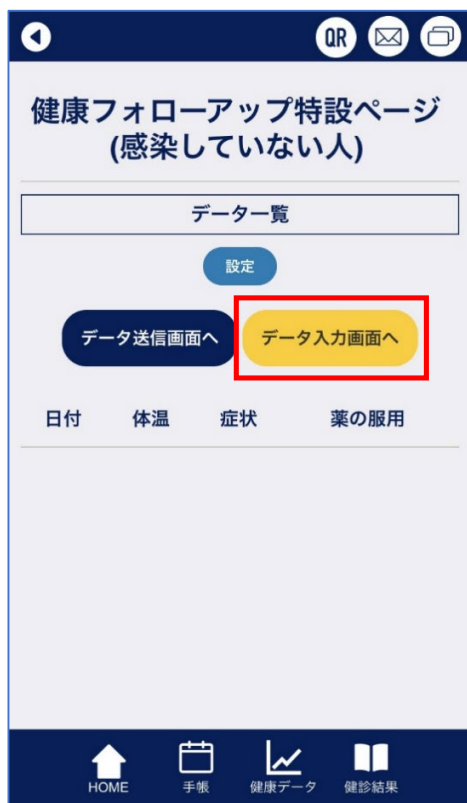 QR
健康フォローアップ特設ページ
(感染していない人)
データ一覧
設定
データ送信画面へ データ入力画面へ
日付 体温 症状 薬の服用
HOME 手帳 健康データ 健診結果